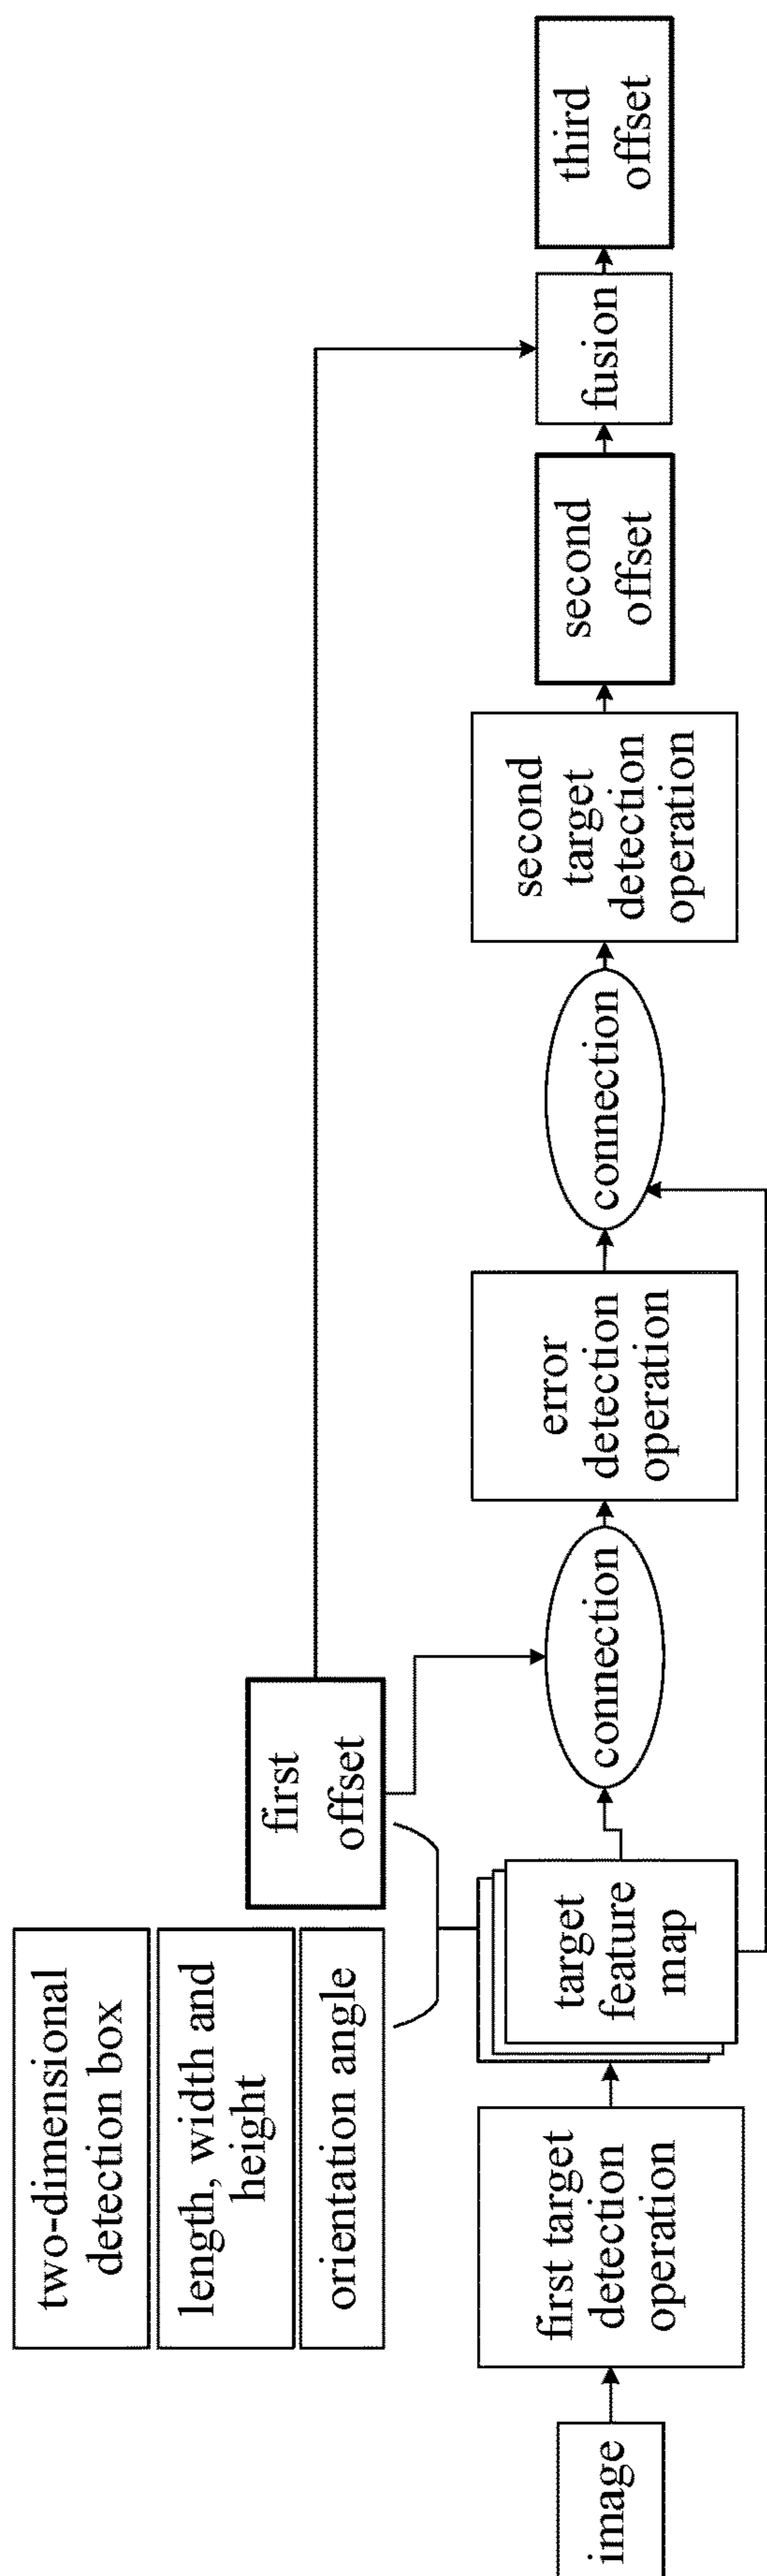 two-dimensional
detection box
length, width and
height
orientation angle
first
offset
image
first target
detection
operation
target
feature
map
connection
error
detection
operation
connection
second
target
detection
operation
second
offset
fusion
third
offset